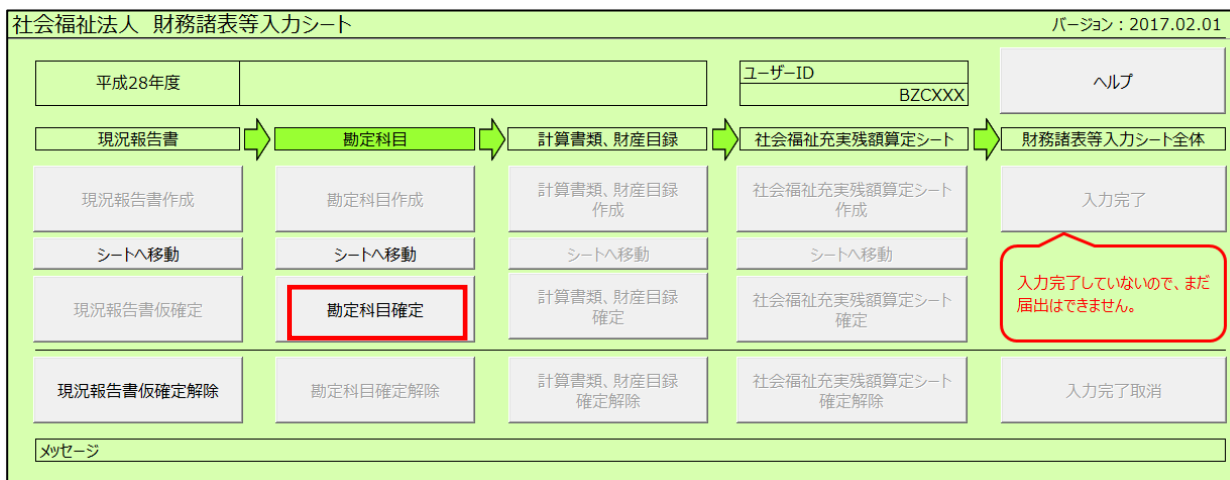 社会福祉法人 財務諸表等入力シート
バージョン：2017.02.01
平成28年度
ユーザーID
BZCXXX
ヘルプ
現況報告書
勘定科目
計算書類、財産目録
社会福祉充実残額算定シート
財務諸表等入力シート全体
現況報告書作成
勘定科目作成
計算書類、財産目録
作成
社会福祉充実残額算定シート
作成
入力完了
シートへ移動
シートへ移動
シートへ移動
シートへ移動
現況報告書仮確定
勘定科目確定
計算書類、財産目録
確定
社会福祉充実残額算定シート
確定
入力完了していないので、まだ
届出はできません。
現況報告書仮確定解除
勘定科目確定解除
計算書類、財産目録
確定解除
社会福祉充実残額算定シート
確定解除
入力完了取消
メッセージ